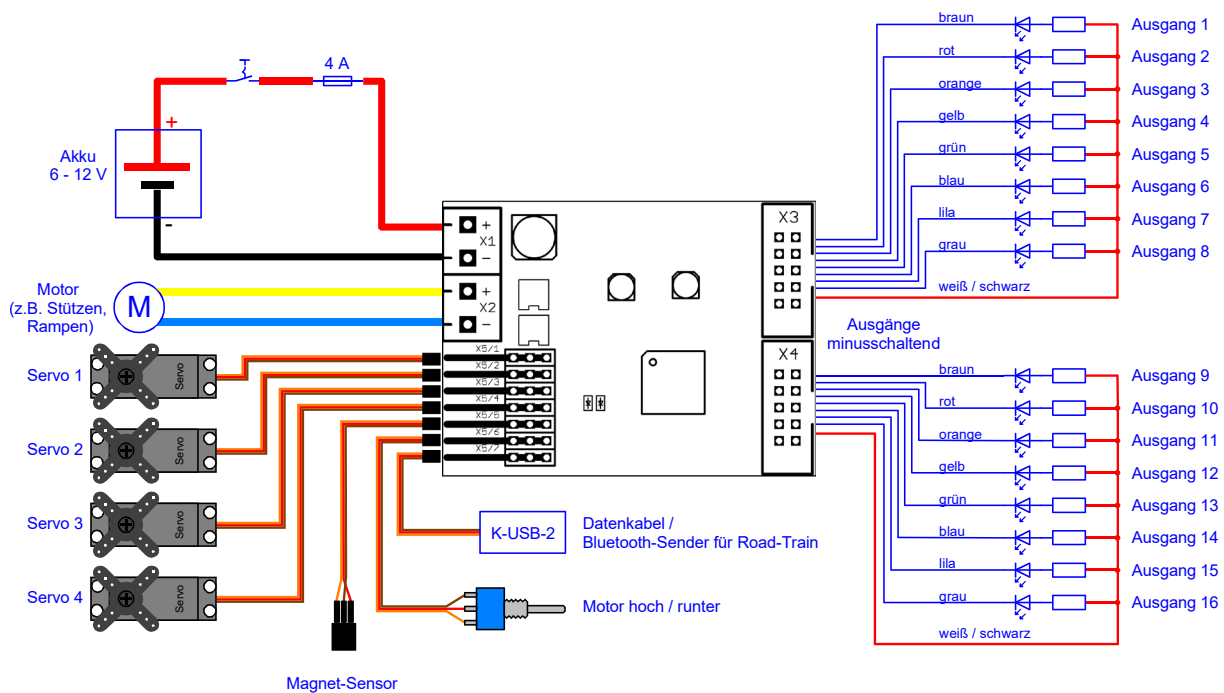 4 A
+
Akku
6 - 12 V
-
Motor
(z.B. Stützen,
Rampen)
M
Servo 1
Servo
Servo 2
Servo
Servo 3
Servo
Servo 4
Servo
+
X1
-
+
X2
-
X5/1
X5/2
X5/3
X5/4
X5/5
X5/6
X5/7
X3
X4
K-USB-2
Datenkabel /
Bluetooth-Sender für Road-Train
Motor hoch / runter
Magnet-Sensor
braun
Ausgang 1
rot
Ausgang 2
orange
Ausgang 3
gelb
Ausgang 4
grün
Ausgang 5
blau
Ausgang 6
lila
Ausgang 7
grau
Ausgang 8
weiß / schwarz
Ausgänge
minusschaltend
braun
Ausgang 9
rot
Ausgang 10
orange
Ausgang 11
gelb
Ausgang 12
grün
Ausgang 13
blau
Ausgang 14
lila
Ausgang 15
grau
Ausgang 16
weiß / schwarz